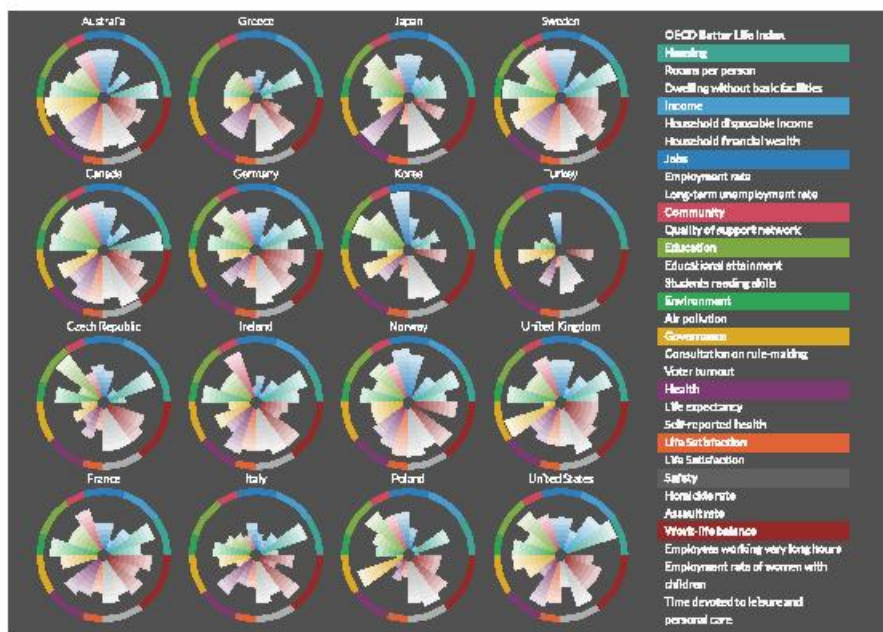 Australia
Greece
Japan
Sweden
Canada
Germany
Korea
Turkey
Czech Republic
Ireland
Norway
United Kingdom
France
Italy
Poland
United States
OECD Better Life Index
Housing
Rooms per person
Dwelling without basic facilities
Income
Household disposable income
Household financial wealth
Jobs
Employment rate
Long-term unemployment rate
Community
Quality of support network
Education
Educational attainment
Students reading skills
Environment
Air pollution
Governance
Consultation on rule-making
Voter turnout
Health
Life expectancy
Self-reported health
Life Satisfaction
Life Satisfaction
Safety
Homicide rate
Assault rate
Work-life balance
Employees working very long hours
Employment rate of women with
children
Time devoted to leisure and
personal care